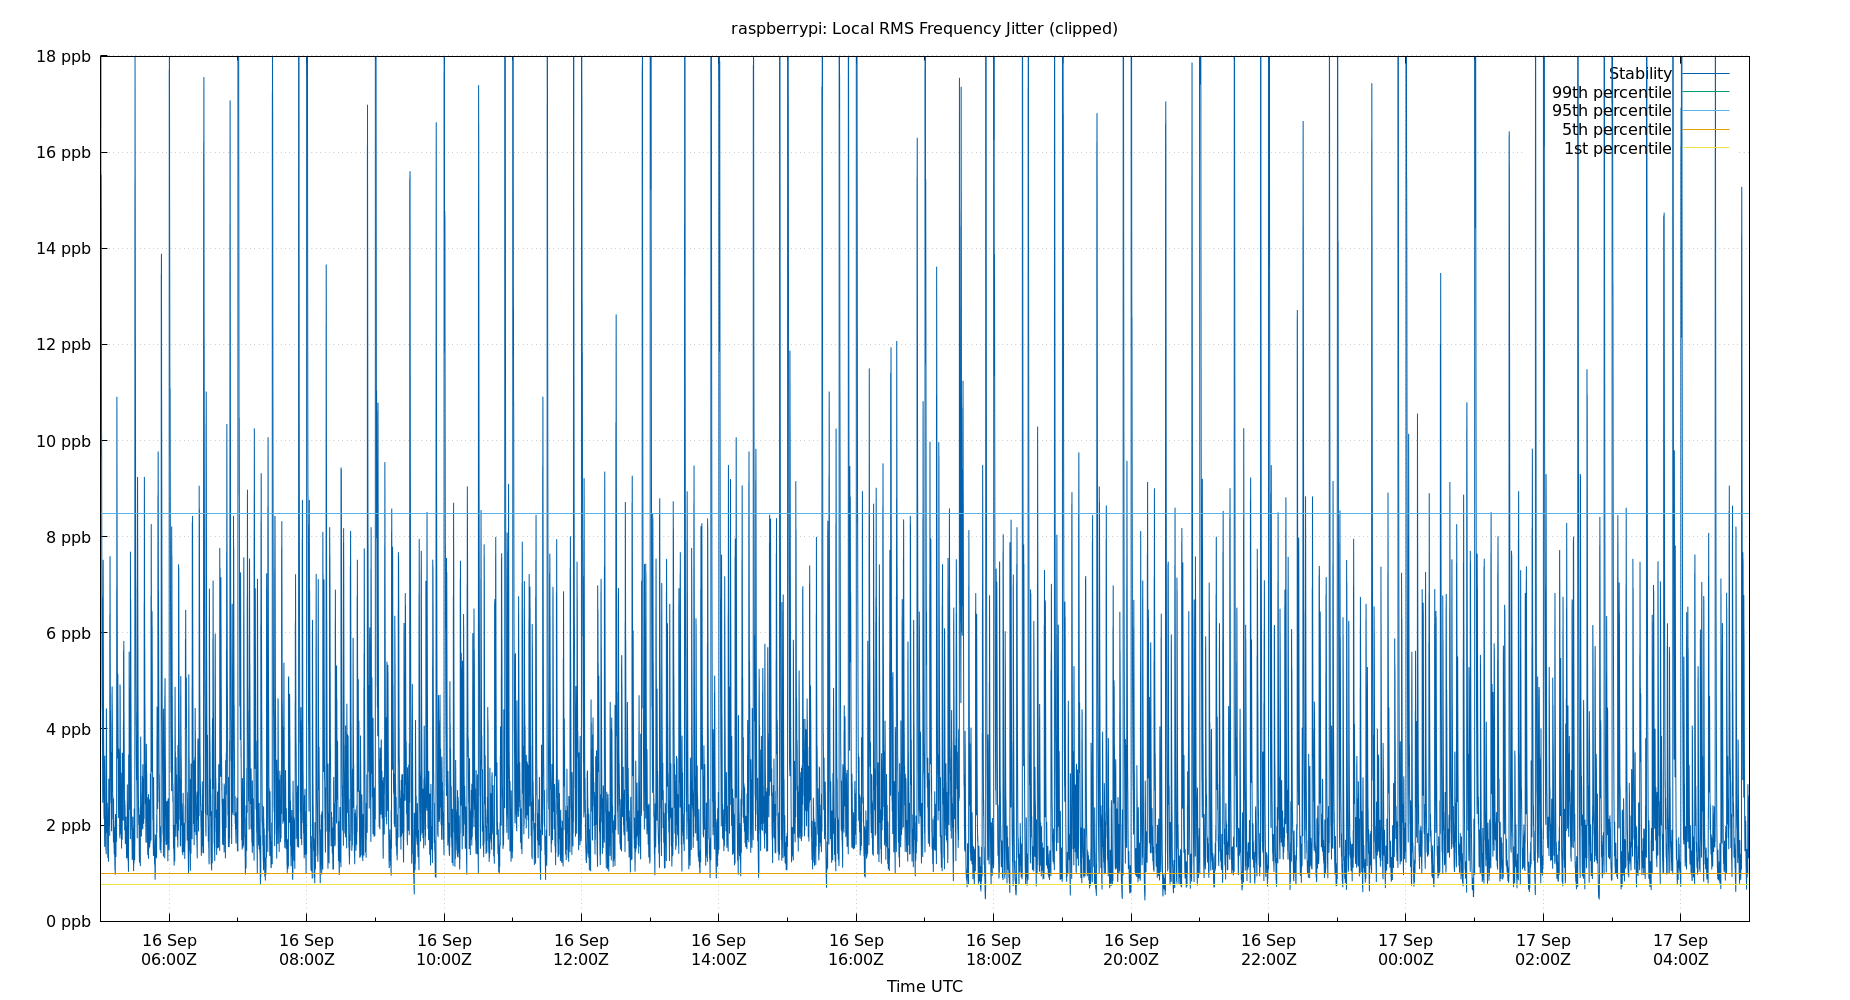 raspberrypi: Local RMS Frequency Jitter (clipped)
18 ppb
16 ppb
14 ppb
12 ppb
10 ppb
8 ppb
6 ppb
4 ppb
2 ppb
0 ppb
Stability
99th percentile
95th percentile
5th percentile
1st percentile
16 Sep 16 Sep 16 Sep 16 Sep 16 Sep 16 Sep 16 Sep 16 Sep 16 Sep 17 Sep 17 Sep 17 Sep
06:00Z 08:00Z 10:00Z 12:00Z 14:00Z 16:00Z 18:00Z 20:00Z 22:00Z 00:00Z 02:00Z 04:00Z
Time UTC